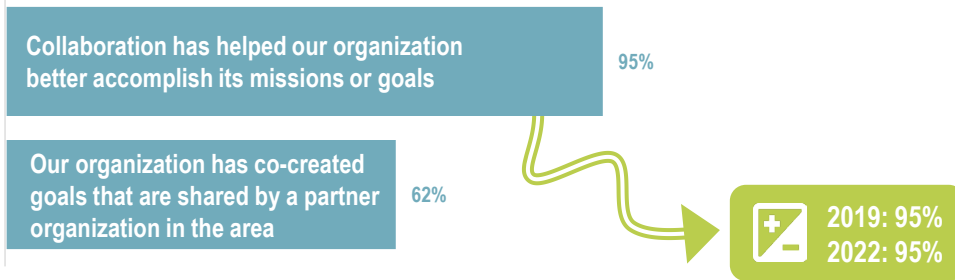 Collaboration has helped our organization
better accomplish its missions or goals
95%
Our organization has co-created
goals that are shared by a partner
organization in the area
62%
2019: 95%
2022: 95%